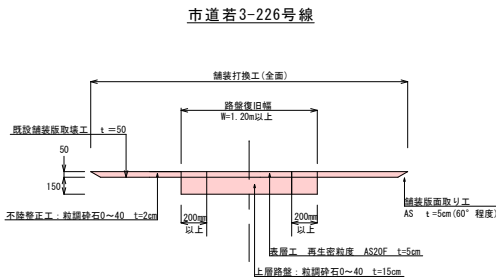 市道若3-226号線
舗装打換工(全面)
路盤復旧幅
W=1.20m以上
既設舗装版取壊工 t=50
50
150
200mm
以上
200mm
以上
舗装版面取り工
AS t=5cm(60°程度)
不陸整正工：粒調砕石0～40 t=2cm
表層工 再生密粒度 AS20F t=5cm
上層路盤：粒調砕石0～40 t=15cm